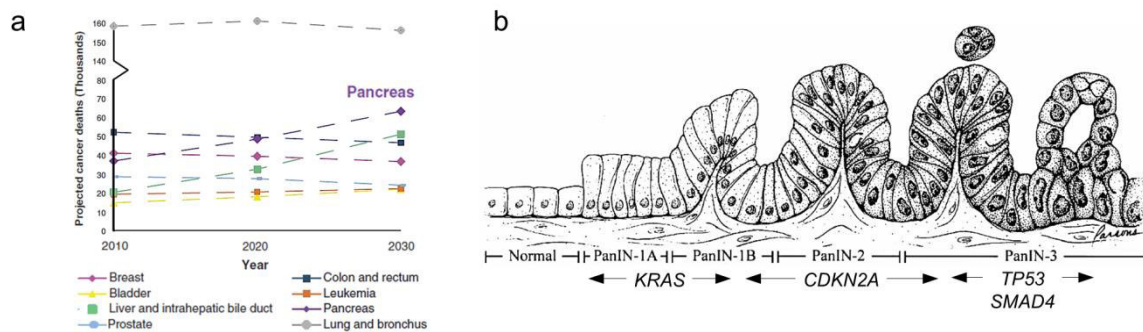 a
Projected cancer deaths (Thousands)
160
140
80
70
60
50
40
30
20
10
0
Pancreas
2010
2020
2030
Year
Breast
Bladder
Liver and intrahepatic bile duct
Prostate
Colon and rectum
Leukemia
Pancreas
Lung and bronchus
b
Parsons
Normal PanIN-1A PanIN-1B PanIN-2 PanIN-3
KRAS CDKN2A TP53
SMAD4